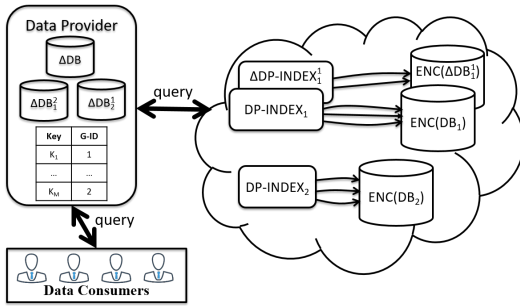 Data Provider
ΔDB
ΔDB₂² ΔDB₂¹
Key G-ID
K₁ 1
... ...
K_M 2
query
query
Data Consumers
ΔDP-INDEX₁¹
DP-INDEX₁
DP-INDEX₂
ENC(ΔDB₁¹)
ENC(DB₁)
ENC(DB₂)